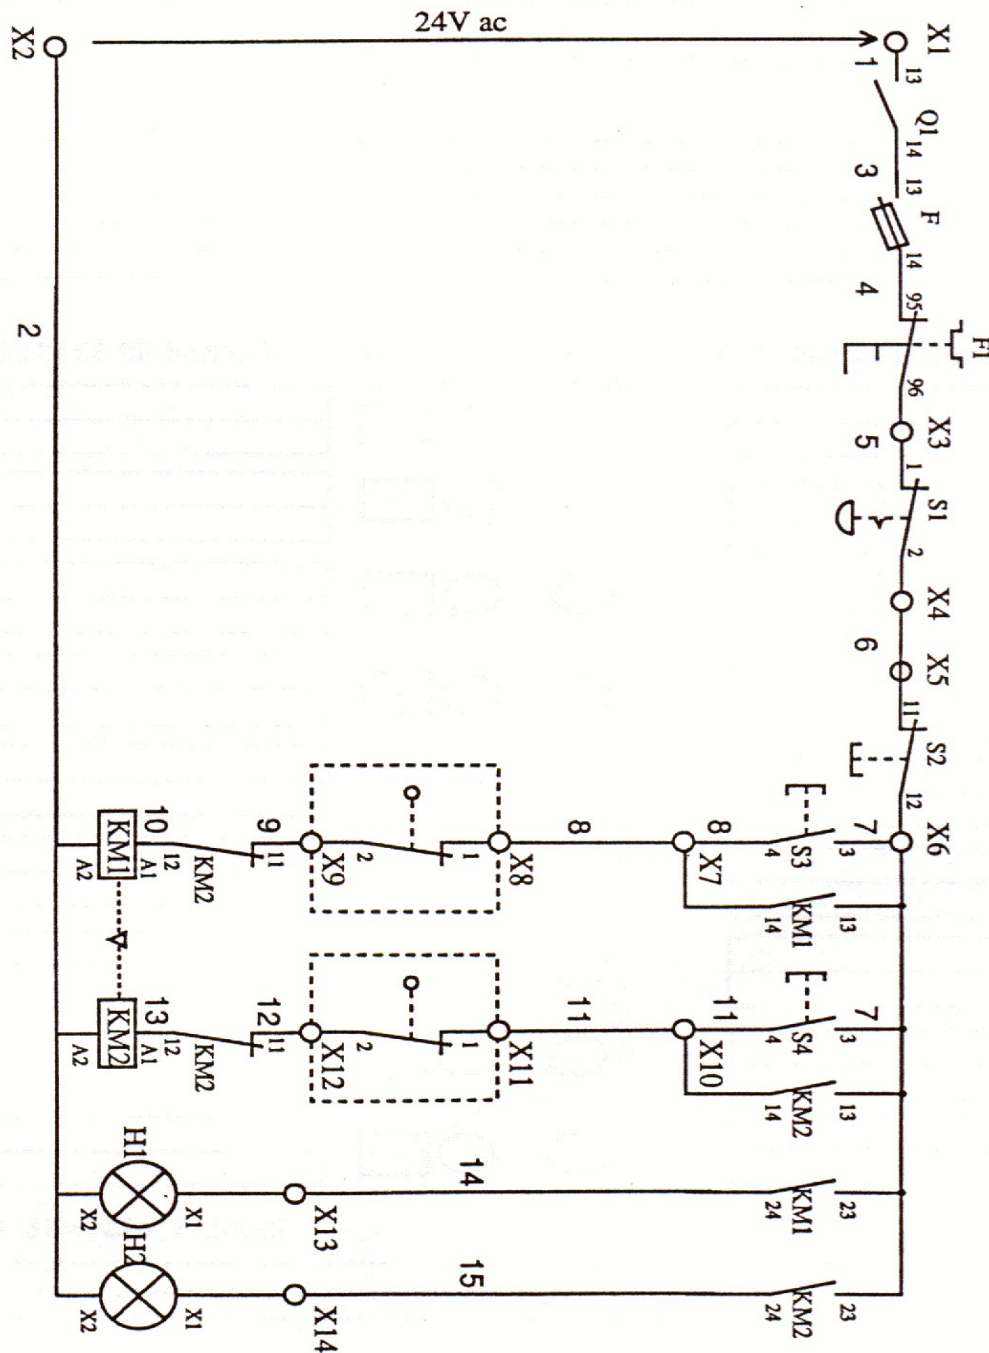 24V ac
X2
X1
1
13
Q1
14
3
13
F
14
4
95
F1
96
X3
5
1
S1
2
X4
6
X5
11
S2
12
X6
2
7
3
S3
4
8
X7
8
X8
1
2
X9
9
11
KM2
12
10
A1
KM1
A2
13
KM1
14
7
3
S4
4
11
X10
11
X11
1
2
X12
12
11
KM2
12
13
A1
KM2
A2
13
KM2
14
23
KM1
24
14
X13
X1
H1
X2
23
KM2
24
15
X14
X1
H2
X2